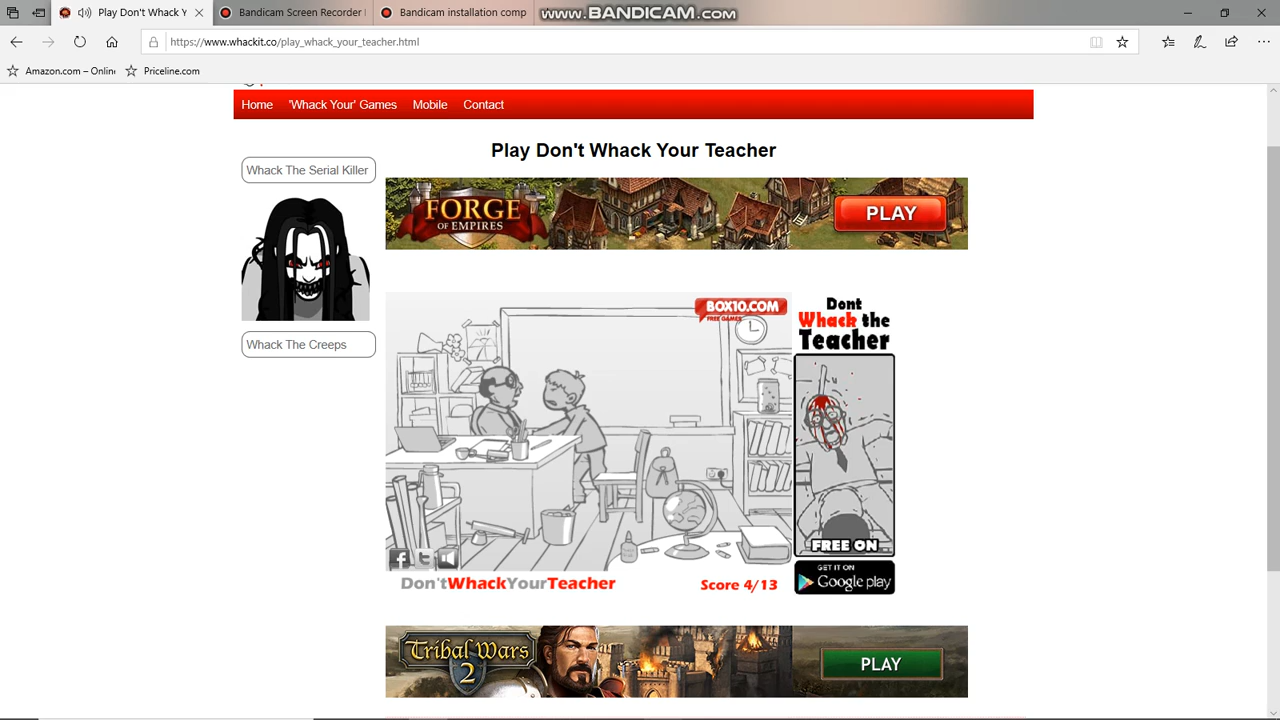 Play Don't Whack Y
Bandicam Screen Recorder
Bandicam installation comp
www.BANDICAM.com
https://www.whackit.co/play_whack_your_teacher.html
Amazon.com – Onlin
Priceline.com
Home
'Whack Your' Games
Mobile
Contact
Play Don't Whack Your Teacher
Whack The Serial Killer
FORGE
OF EMPIRES
PLAY
BOX10.COM
FREE GAMES
Dont
Whack the
Teacher
Whack The Creeps
FREE ON
GET IT ON
Google play
Don'tWhackYourTeacher
Score 4/13
Tribal Wars
2
PLAY